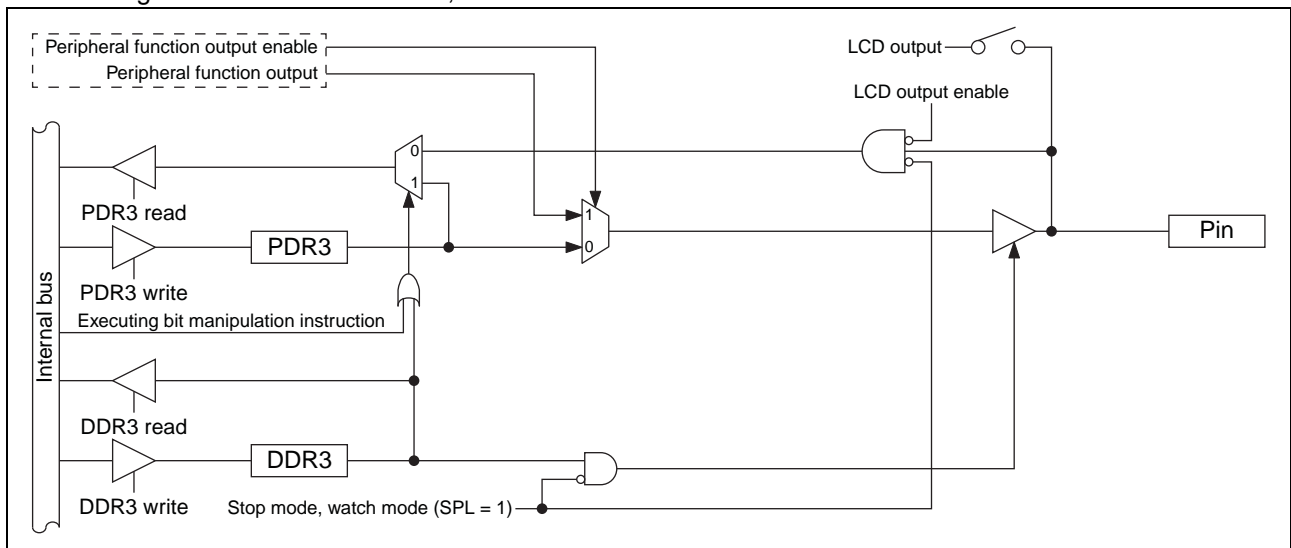 Peripheral function output enable
Peripheral function output
LCD output
LCD output enable
0
1
PDR3 read
1
0
PDR3
Pin
PDR3 write
Executing bit manipulation instruction
Internal bus
DDR3 read
DDR3
DDR3 write
Stop mode, watch mode (SPL = 1)